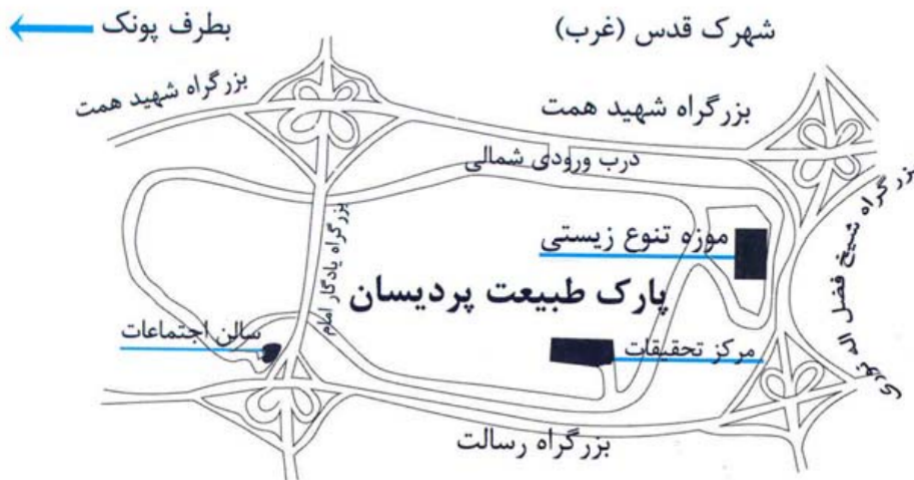 شهرک قدس (غرب)
بطرف پونک
بزرگراه شهید همت
بزرگراه شهید همت
درب ورودی شمالی
بزرگراه شیخ فضل اله نوری
موزه تنوع زیستی
بزرگراه یادگار امام
پارک طبیعت پردیسان
سالن اجتماعات
مرکز تحقیقات
بزرگراه رسالت